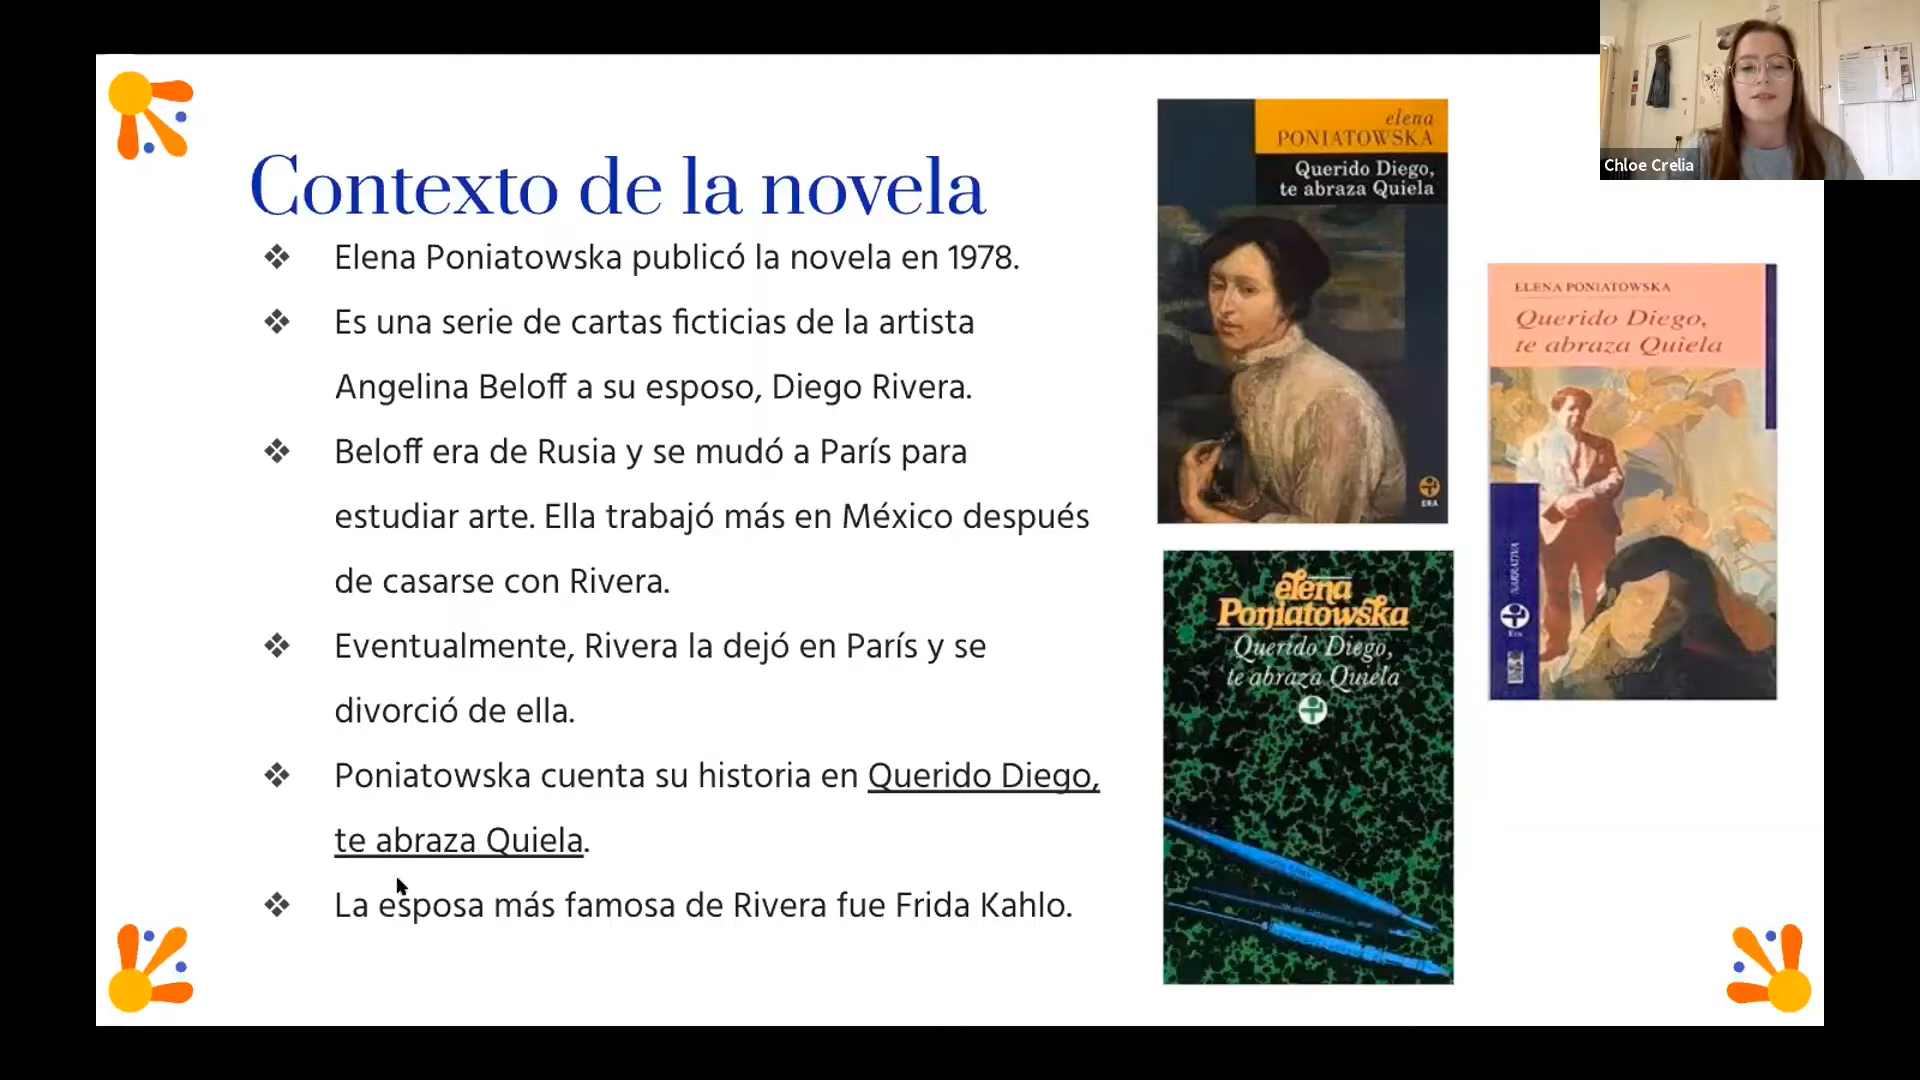 Contexto de la novela
❖ Elena Poniatowska publicó la novela en 1978.
❖ Es una serie de cartas ficticias de la artista
Angelina Beloff a su esposo, Diego Rivera.
❖ Beloff era de Rusia y se mudó a París para
estudiar arte. Ella trabajó más en México después
de casarse con Rivera.
❖ Eventualmente, Rivera la dejó en París y se
divorció de ella.
❖ Poniatowska cuenta su historia en Querido Diego,
te abraza Quiela.
❖ La esposa más famosa de Rivera fue Frida Kahlo.
elena
PONIATOWSKA
Querido Diego,
te abraza Quiela
ERA
ELENA PONIATOWSKA
Querido Diego,
te abraza Quiela
NARRATIVA
Era
elena
Poniatowska
Querido Diego,
te abraza Quiela
Chloe Crelia